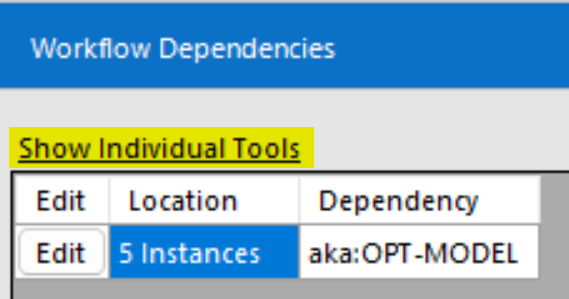 Workflow Dependencies
Show Individual Tools
Edit Location Dependency
Edit 5 Instances aka:OPT-MODEL